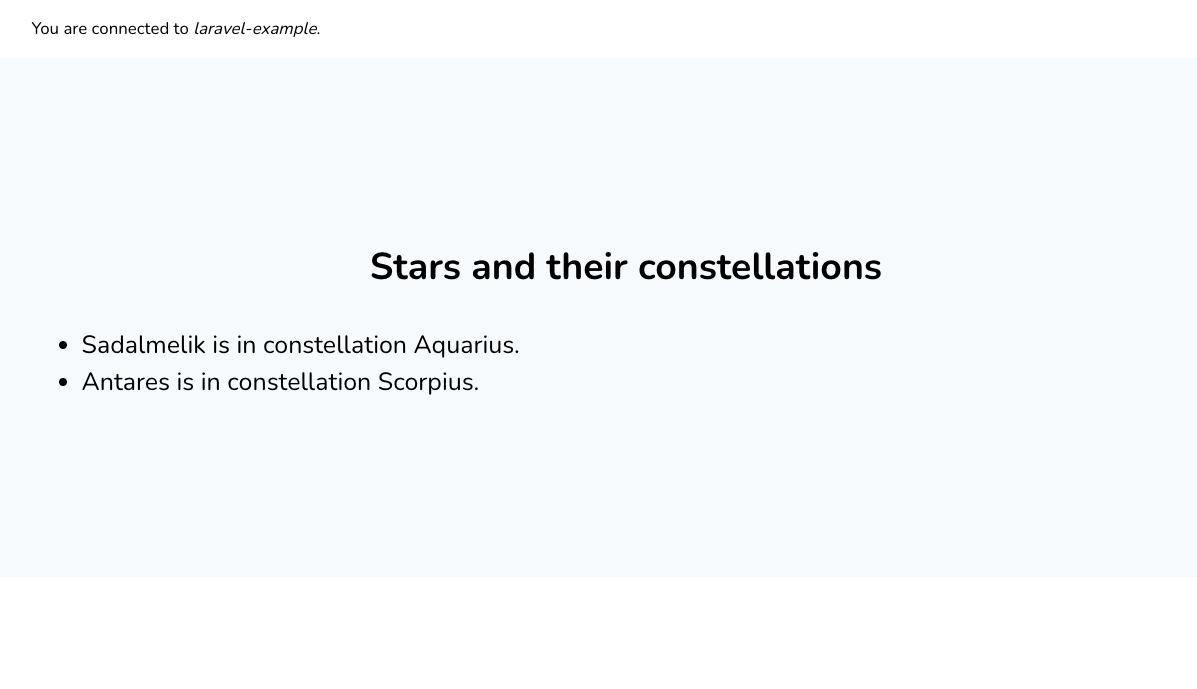 You are connected to laravel-example.
Stars and their constellations
• Sadalmelik is in constellation Aquarius.
• Antares is in constellation Scorpius.